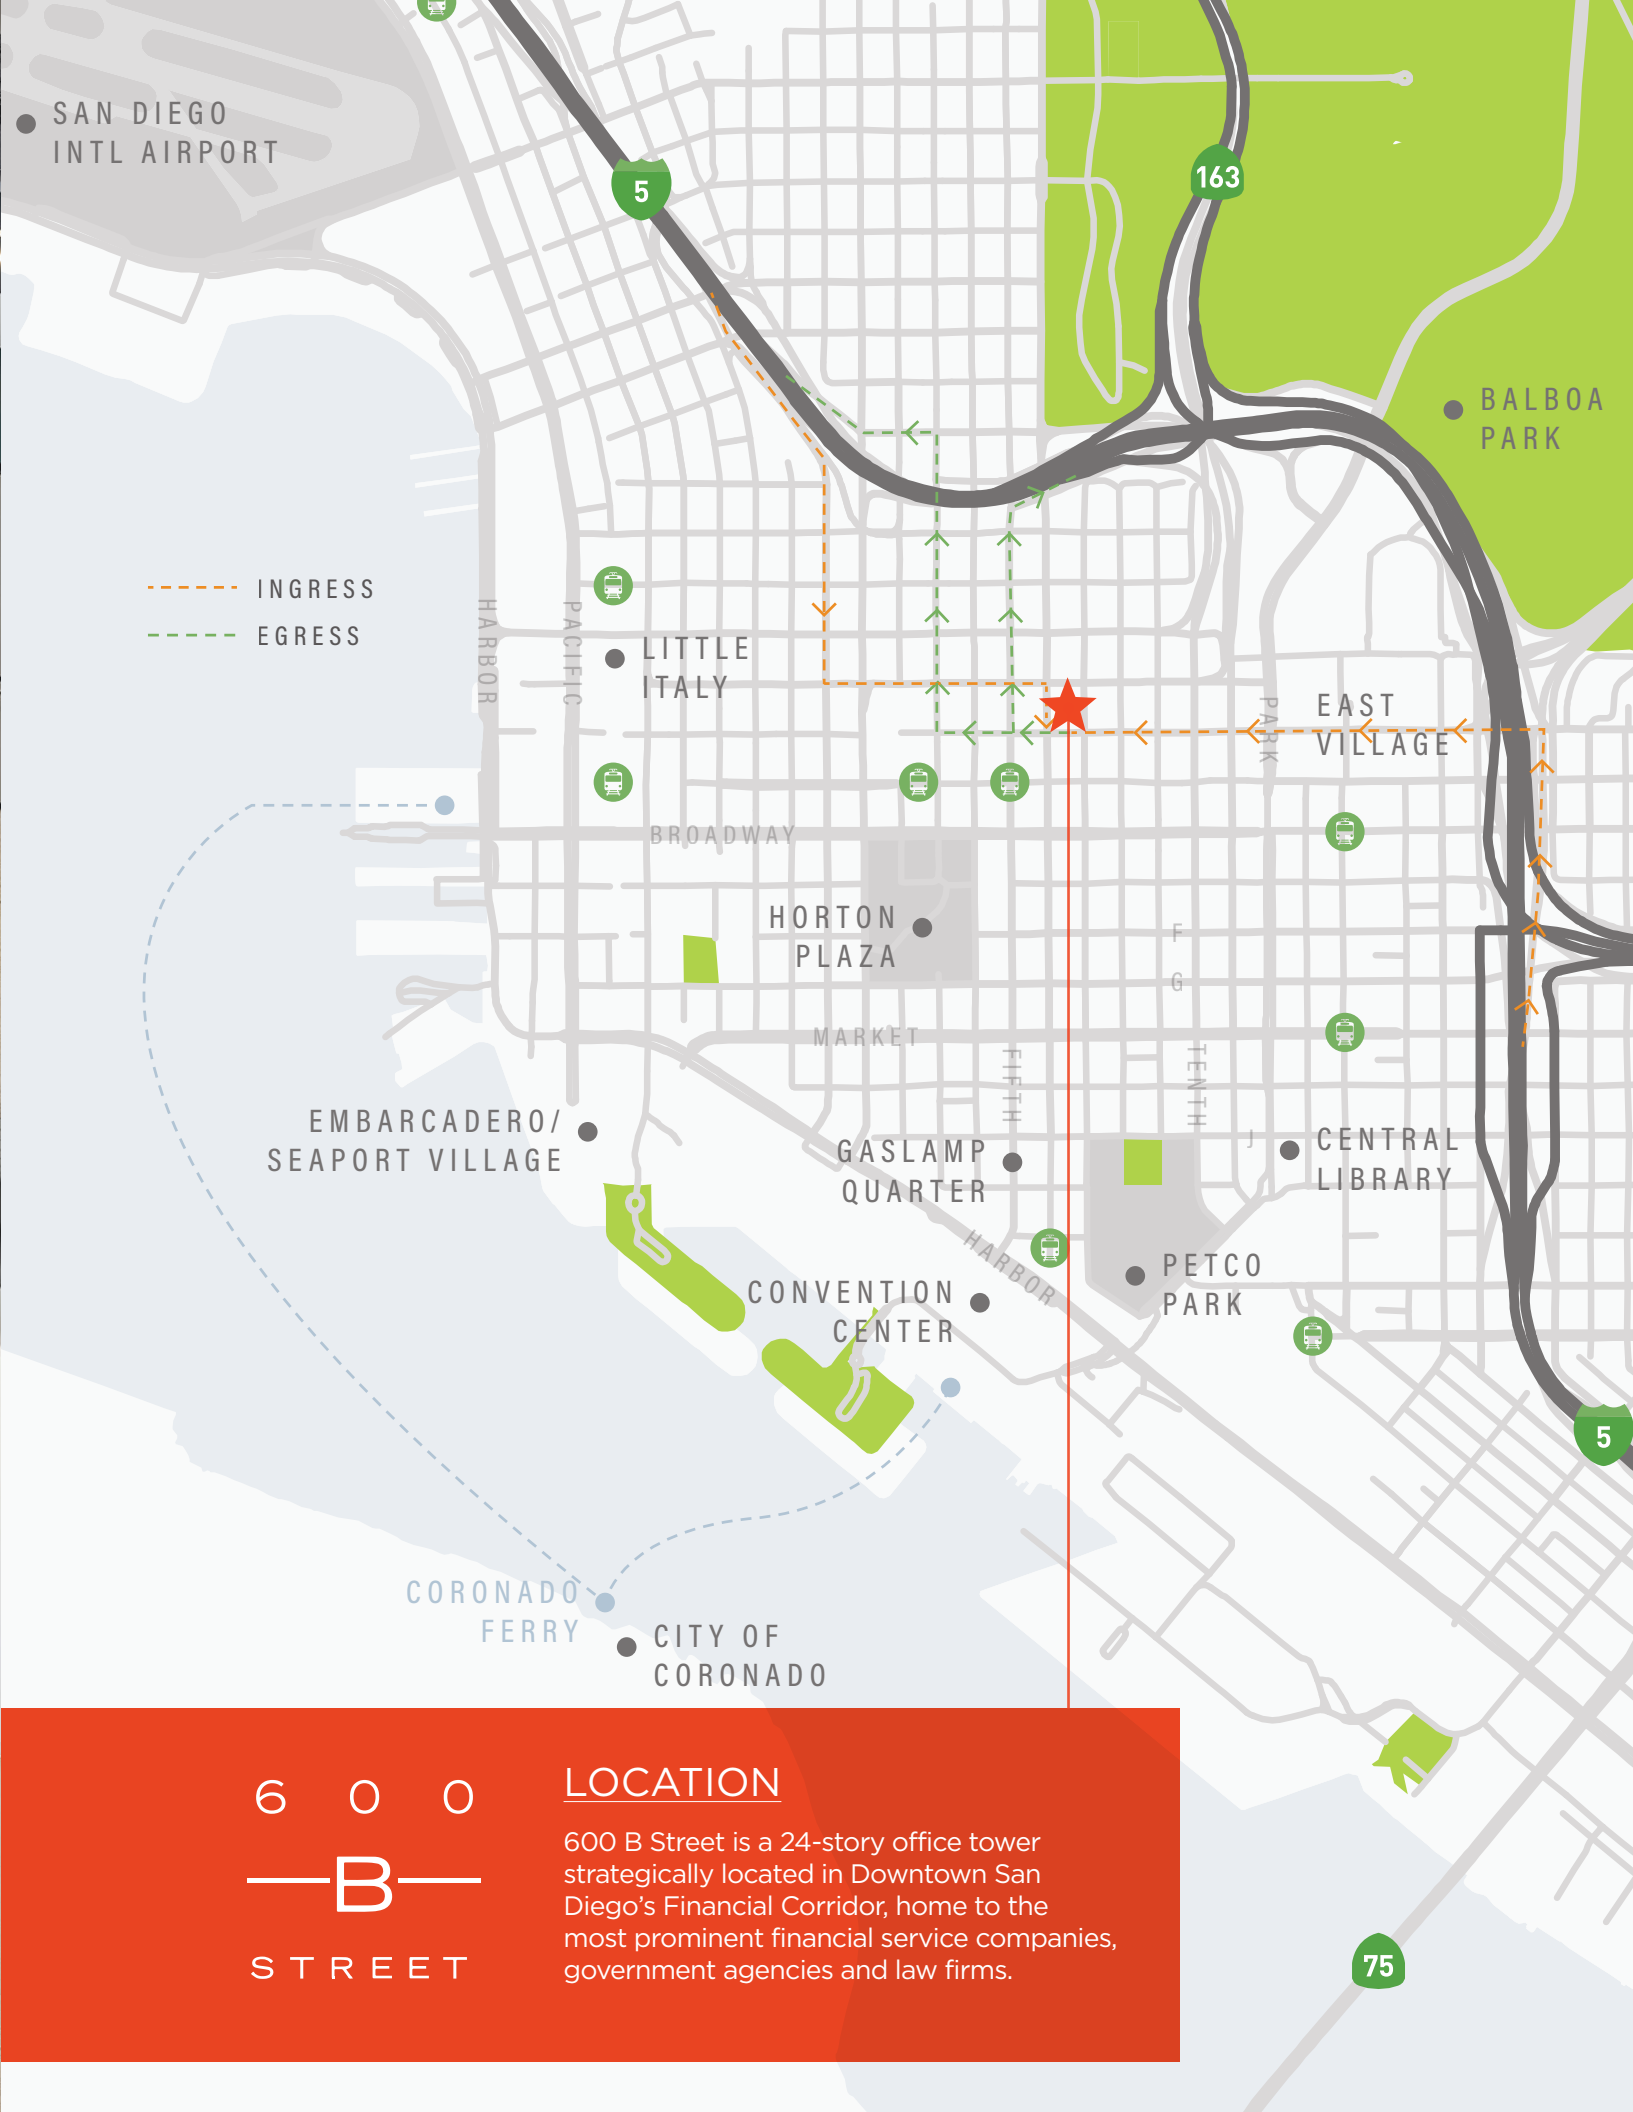 SAN DIEGO
INTL AIRPORT
5
163
BALBOA
PARK
INGRESS
EGRESS
HARBOR
PACIFIC
LITTLE
ITALY
PARK
EAST
VILLAGE
BROADWAY
HORTON
PLAZA
F
G
MARKET
FIFTH
TENTH
EMBARCADERO/
SEAPORT VILLAGE
GASLAMP
QUARTER
J
CENTRAL
LIBRARY
HARBOR
PETCO
PARK
CONVENTION
CENTER
5
CORONADO
FERRY
CITY OF
CORONADO
600
B
STREET
LOCATION
600 B Street is a 24-story office tower
strategically located in Downtown San
Diego’s Financial Corridor, home to the
most prominent financial service companies,
government agencies and law firms.
75